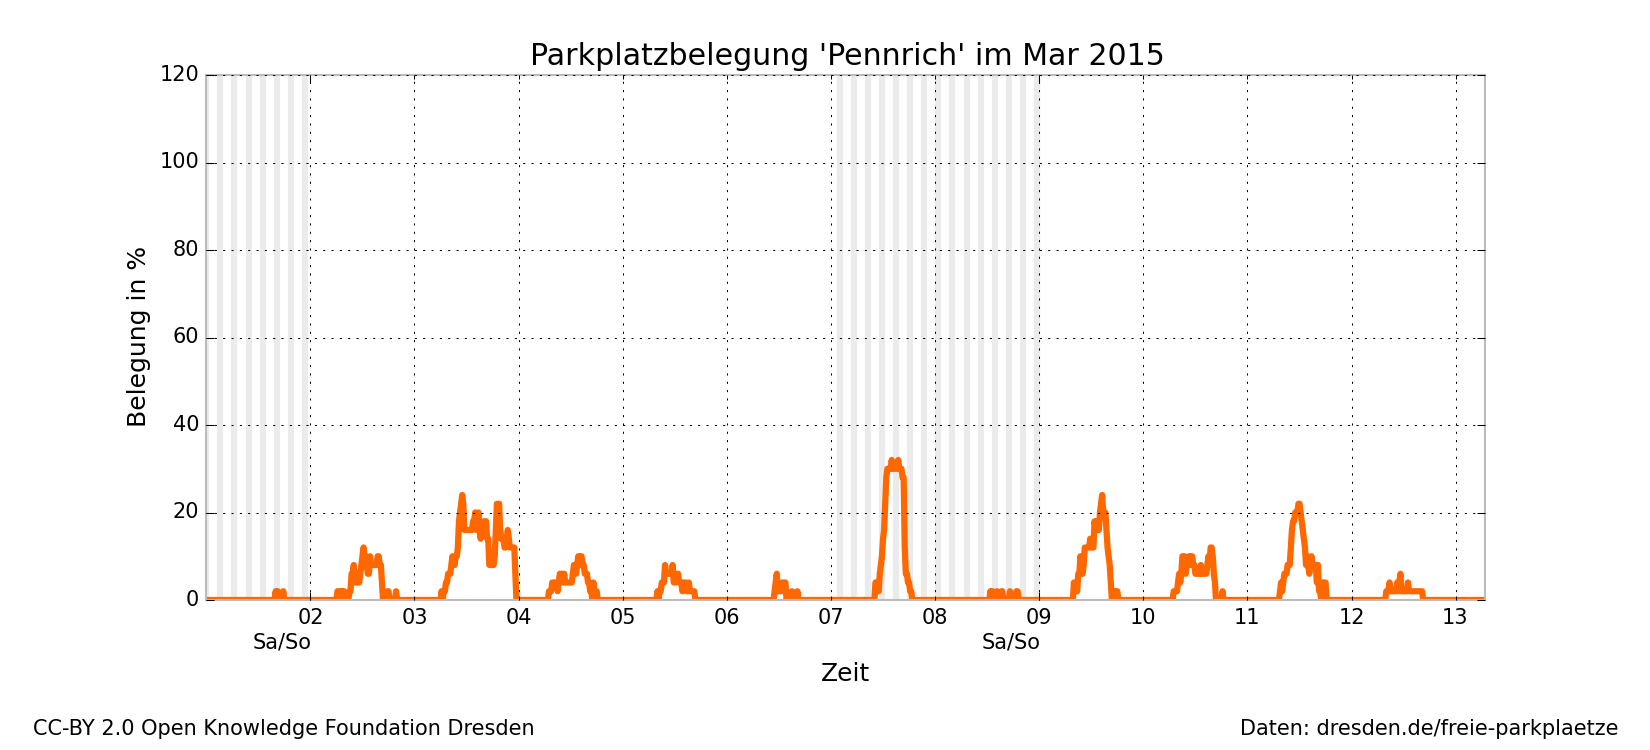 Parkplatzbelegung 'Pennrich' im Mar 2015
120
100
80
60
40
20
0
Belegung in %
02 03 04 05 06 07 08 09 10 11 12 13
Sa/So Sa/So
Zeit
CC-BY 2.0 Open Knowledge Foundation Dresden
Daten: dresden.de/freie-parkplaetze